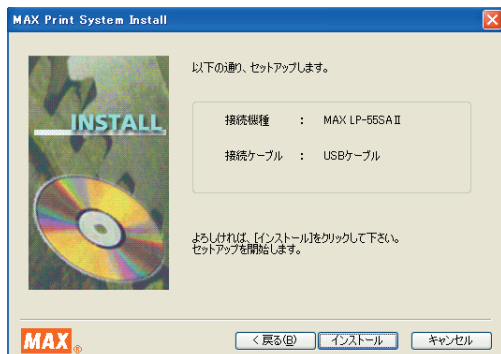 MAX Print System Install
INSTALL
以下の通り、セットアップします。
接続機種 : MAX LP-55SAⅡ
接続ケーブル : USBケーブル
よろしければ、[インストール]をクリックして下さい。
セットアップを開始します。
MAX®
< 戻る(B) インストール キャンセル